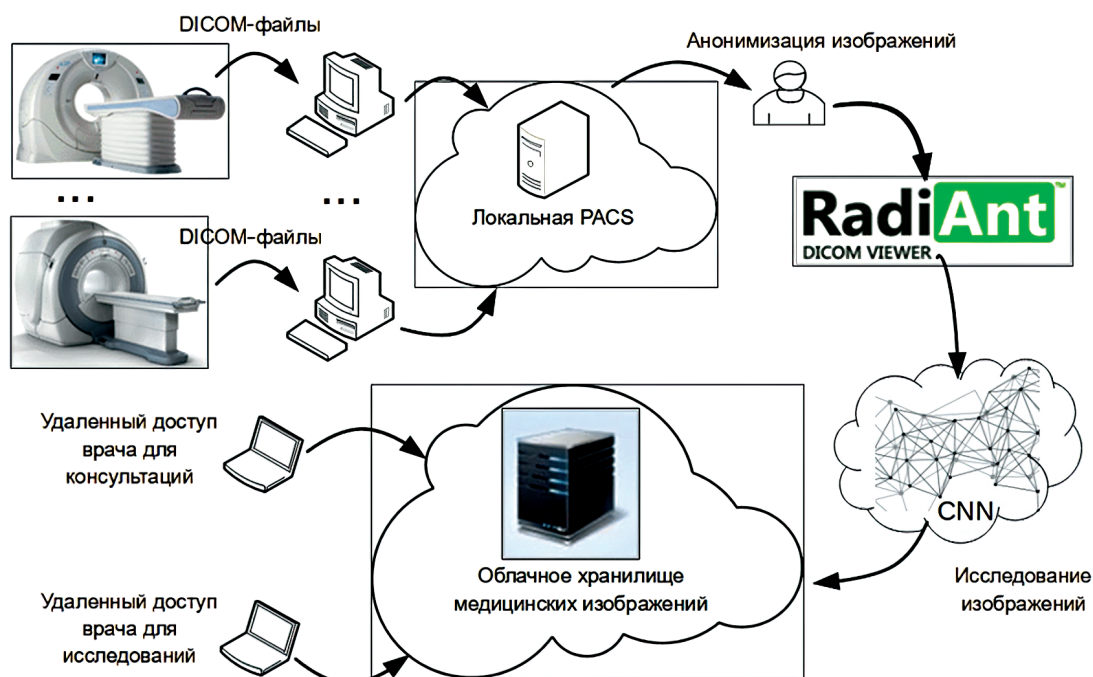 DICOM-файлы
Анонимизация изображений
...
...
Локальная PACS
RadiAnt™
DICOM VIEWER
DICOM-файлы
Удаленный доступ
врача для
консультаций
CNN
Облачное хранилище
медицинских изображений
Исследование
изображений
Удаленный доступ
врача для
исследований